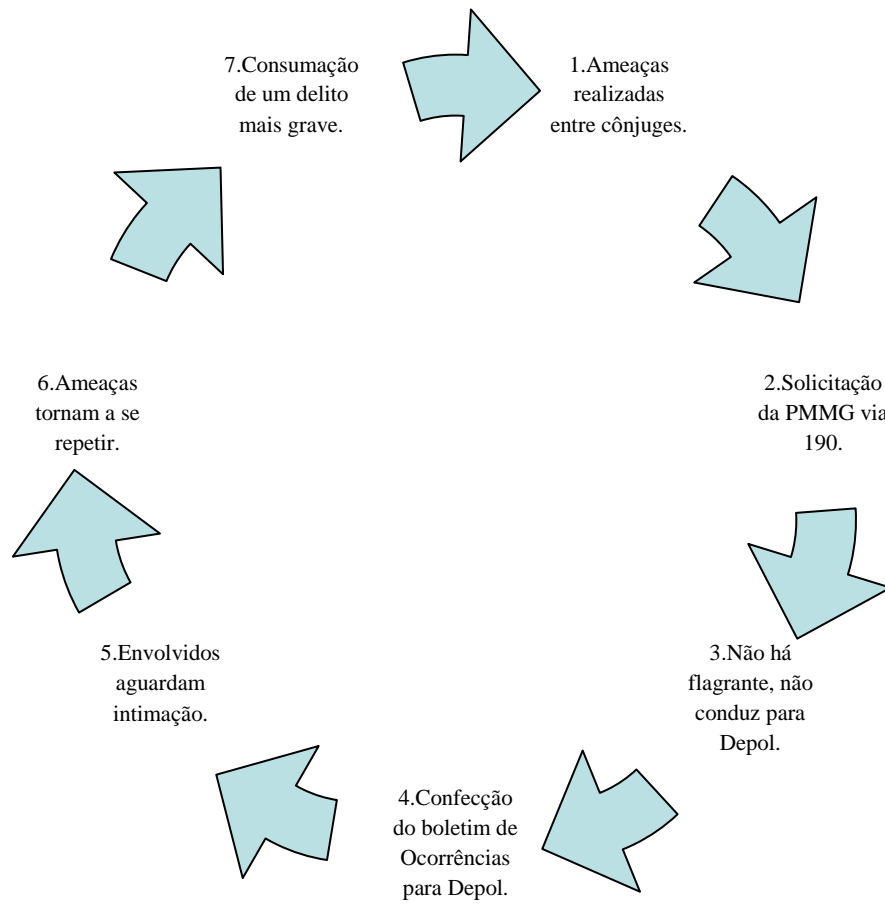 7.Consumação
de um delito
mais grave.
1.Ameaças
realizadas
entre cônjuges.
2.Solicitação
da PMMG via
190.
3.Não há
flagrante, não
conduz para
Depol.
4.Confecção
do boletim de
Ocorrências
para Depol.
5.Envolvidos
aguardam
intimação.
6.Ameaças
tornam a se
repetir.